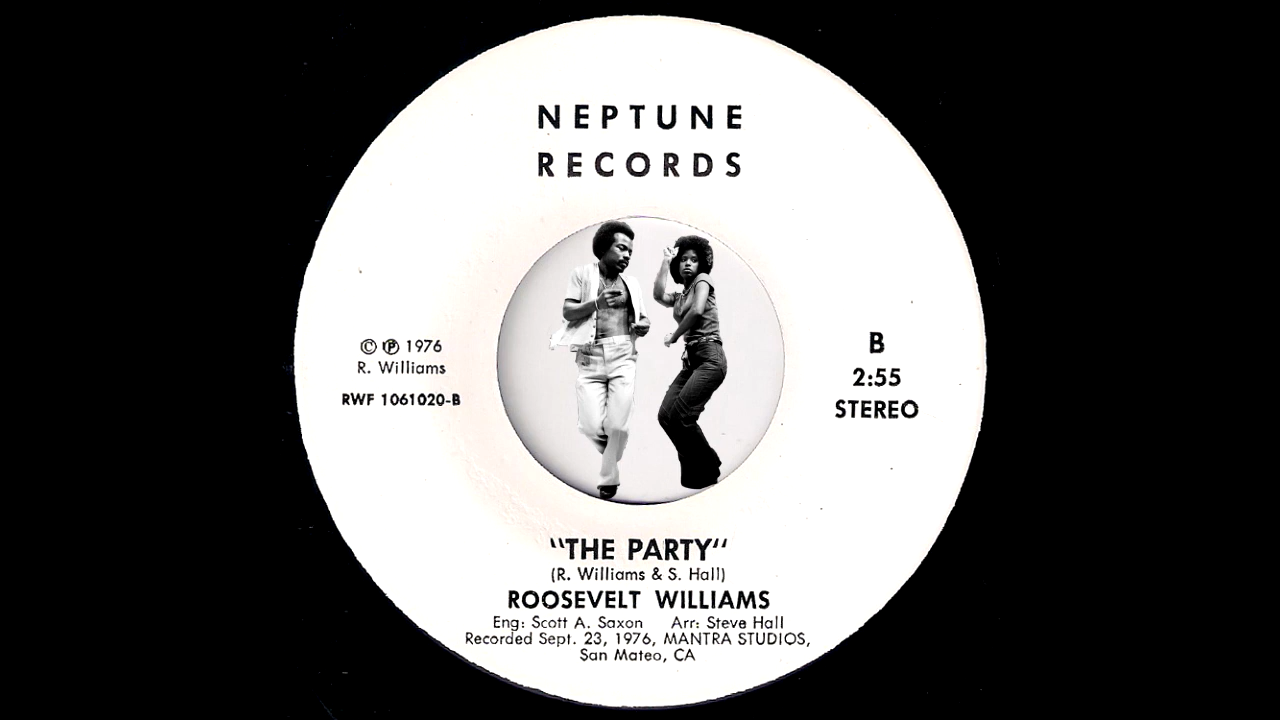 NEPTUNE
RECORDS
© ℗ 1976
R. Williams
RWF 1061020-B
B
2:55
STEREO
"THE PARTY"
(R. Williams & S. Hall)
ROOSEVELT WILLIAMS
Eng: Scott A. Saxon Arr: Steve Hall
Recorded Sept. 23, 1976, MANTRA STUDIOS,
San Mateo, CA